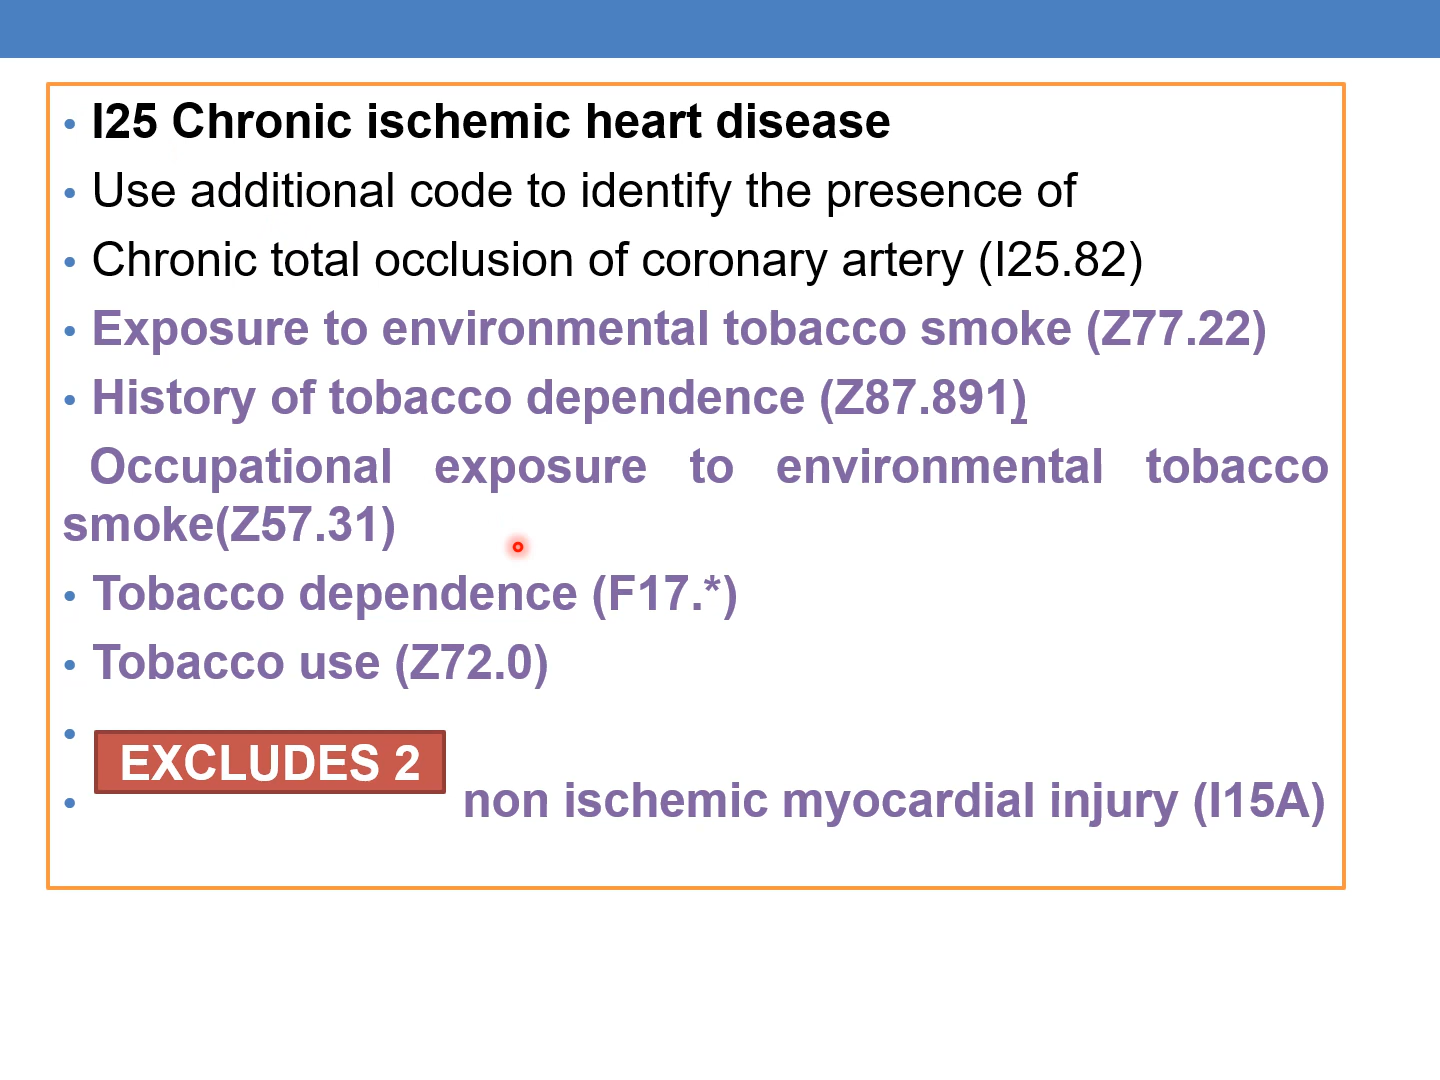 I25 Chronic ischemic heart disease
Use additional code to identify the presence of
Chronic total occlusion of coronary artery (I25.82)
Exposure to environmental tobacco smoke (Z77.22)
History of tobacco dependence (Z87.891)
Occupational exposure to environmental tobacco
smoke(Z57.31)
Tobacco dependence (F17.*)
Tobacco use (Z72.0)
EXCLUDES 2
non ischemic myocardial injury (I15A)